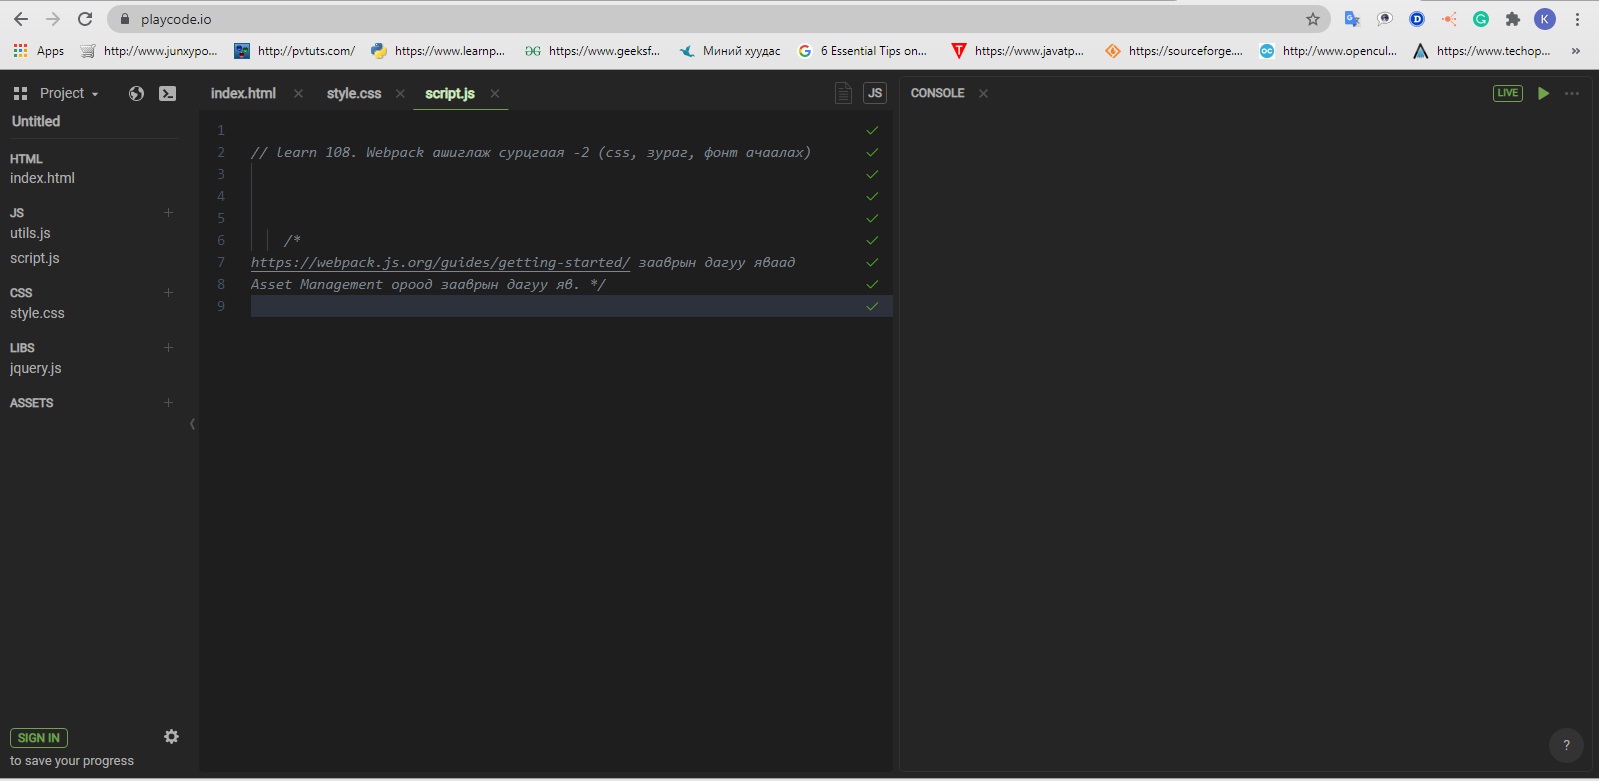 playcode.io
K
Apps
http://www.junxypo...
http://pvtuts.com/
https://www.learnp...
https://www.geeksf...
Миний хуудас
6 Essential Tips on...
https://www.javatp...
https://sourceforge....
http://www.opencul...
https://www.techop...
»
Project
Untitled
HTML
index.html
JS
utils.js
script.js
CSS
style.css
LIBS
jquery.js
ASSETS
SIGN IN
to save your progress
index.html
style.css
script.js
JS
1
2 // learn 108. Webpack ашиглаж сурцгаая -2 (css, зураг, фонт ачаалах)
3
4
5
6 /*
7 https://webpack.js.org/guides/getting-started/ зааврын дагуу яваад
8 Asset Management ороод зааврын дагуу яв. */
9
CONSOLE
LIVE
?